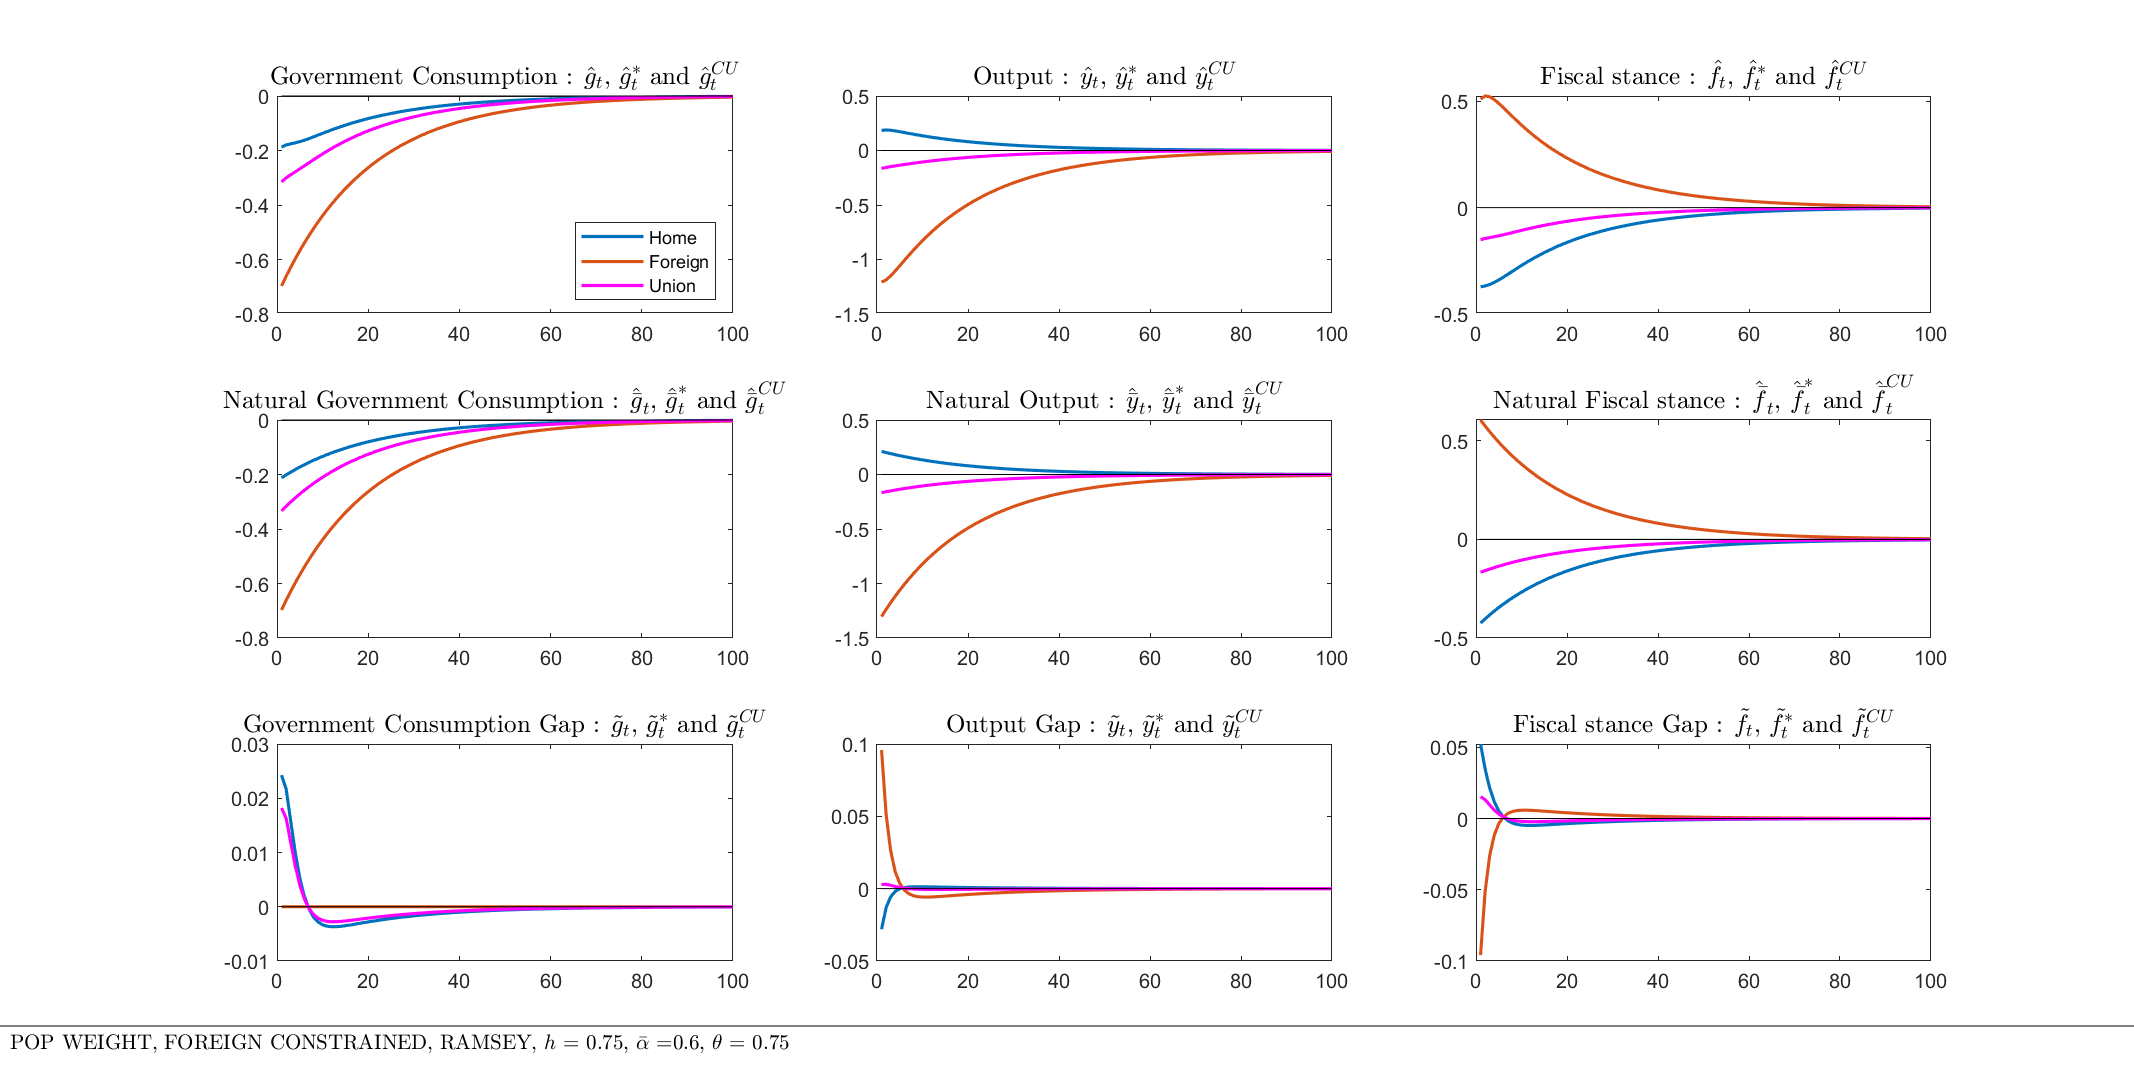 Government Consumption : ĝₜ, ĝₜ* and ĝₜᶜᵁ
0
-0.2
-0.4
-0.6
-0.8
0 20 40 60 80 100
Home
Foreign
Union
Output : ŷₜ, ŷₜ* and ŷₜᶜᵁ
0.5
0
-0.5
-1
-1.5
0 20 40 60 80 100
Fiscal stance : f̂ₜ, f̂ₜ* and f̂ₜᶜᵁ
0.5
0
-0.5
0 20 40 60 80 100
Natural Government Consumption : ḡ̂ₜ, ḡ̂ₜ* and ḡ̂ₜᶜᵁ
0
-0.2
-0.4
-0.6
-0.8
0 20 40 60 80 100
Natural Output : ȳ̂ₜ, ȳ̂ₜ* and ȳ̂ₜᶜᵁ
0.5
0
-0.5
-1
-1.5
0 20 40 60 80 100
Natural Fiscal stance : f̄̂ₜ, f̄̂ₜ* and f̄̂ₜᶜᵁ
0.5
0
-0.5
0 20 40 60 80 100
Government Consumption Gap : g̃ₜ, g̃ₜ* and g̃ₜᶜᵁ
0.03
0.02
0.01
0
-0.01
0 20 40 60 80 100
Output Gap : ỹₜ, ỹₜ* and ỹₜᶜᵁ
0.1
0.05
0
-0.05
0 20 40 60 80 100
Fiscal stance Gap : f̃ₜ, f̃ₜ* and f̃ₜᶜᵁ
0.05
0
-0.05
-0.1
0 20 40 60 80 100
POP WEIGHT, FOREIGN CONSTRAINED, RAMSEY, h = 0.75, ᾱ =0.6, θ = 0.75